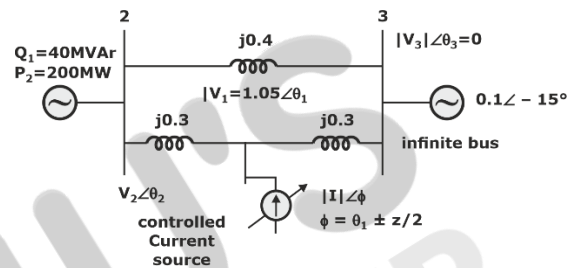 2
3
j0.4
|V₃|∠θ₃=0
Q₁=40MVAr
P₂=200MW
|V₁=1.05∠θ₁
0.1∠ – 15°
j0.3
j0.3
infinite bus
V₂∠θ₂
|I|∠ϕ
ϕ = θ₁ ± z/2
controlled
Current
source